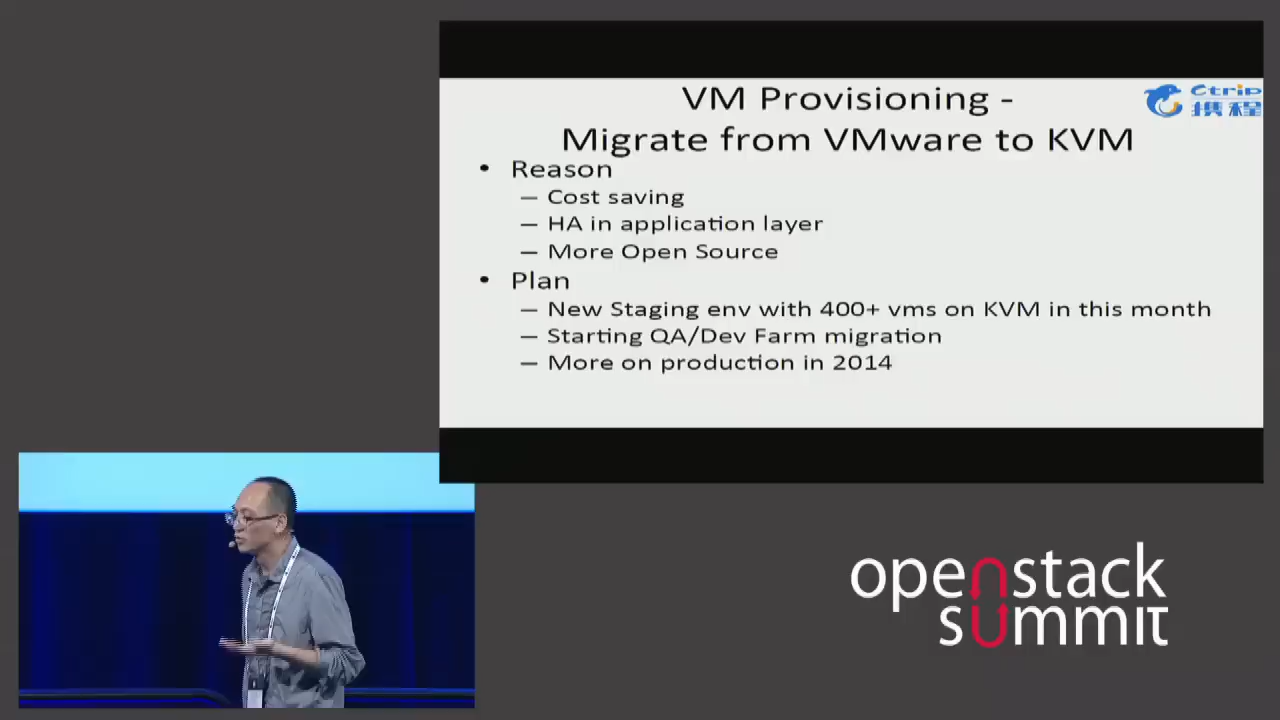 VM Provisioning -
Migrate from VMware to KVM
Ctrip
携程
• Reason
– Cost saving
– HA in application layer
– More Open Source
• Plan
– New Staging env with 400+ vms on KVM in this month
– Starting QA/Dev Farm migration
– More on production in 2014
openstack
summit